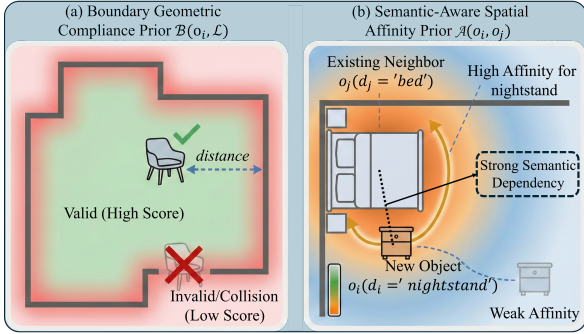 (a) Boundary Geometric
Compliance Prior ℬ(o_i, ℒ)
distance
Valid (High Score)
Invalid/Collision
(Low Score)
(b) Semantic-Aware Spatial
Affinity Prior 𝒜(o_i, o_j)
Existing Neighbor
o_j(d_j = 'bed')
High Affinity for
nightstand
Strong Semantic
Dependency
New Object
o_i(d_i =' nightstand')
Weak Affinity